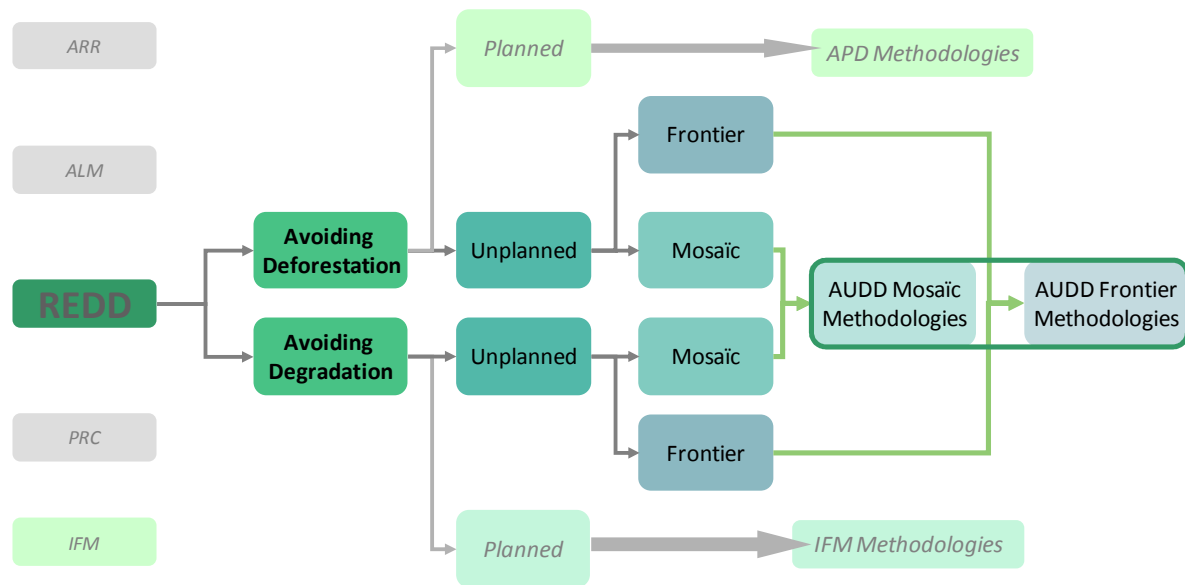 ARR
Planned
APD Methodologies
Frontier
ALM
Avoiding
Deforestation
Unplanned
Mosaïc
REDD
AUDD Mosaïc
Methodologies
AUDD Frontier
Methodologies
Avoiding
Degradation
Unplanned
Mosaïc
PRC
Frontier
IFM
Planned
IFM Methodologies